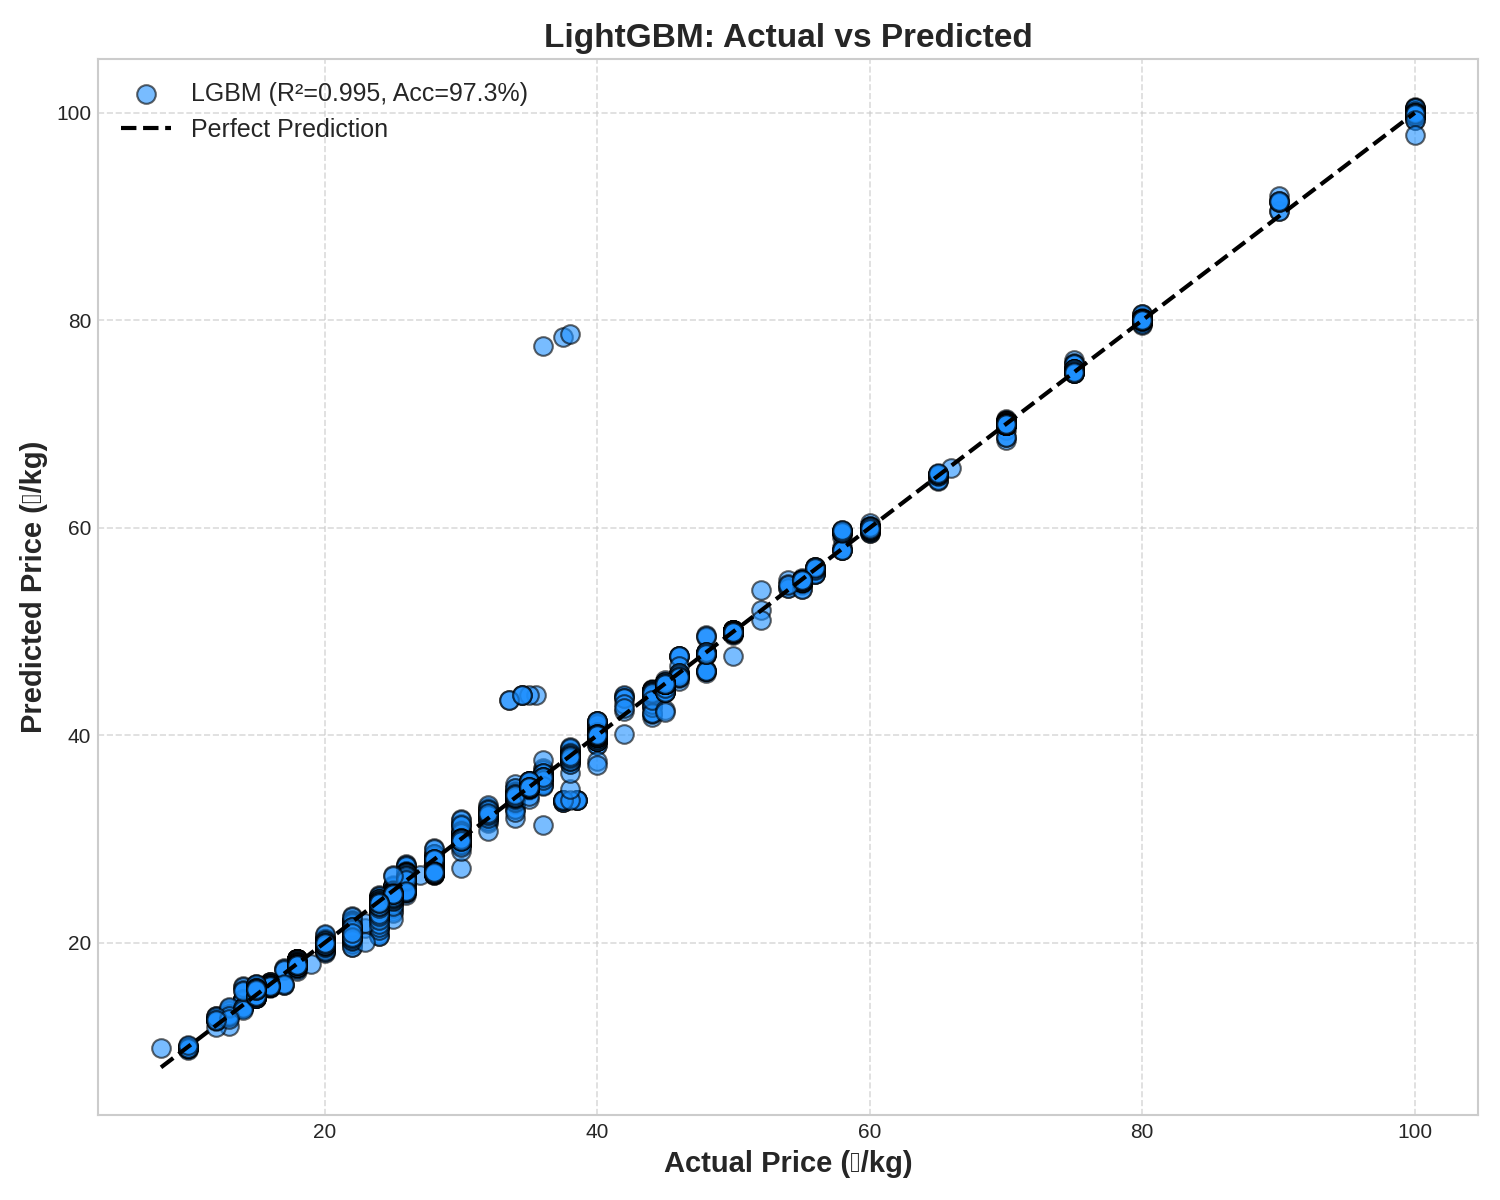 LightGBM: Actual vs Predicted
LGBM (R²=0.995, Acc=97.3%)
Perfect Prediction
100
80
60
40
20
Predicted Price (▯/kg)
20 40 60 80 100
Actual Price (▯/kg)